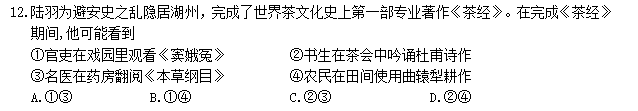 12.陆羽为避安史之乱隐居湖州，完成了世界茶文化史上第一部专业著作《茶经》。在完成《茶经》
期间,他可能看到
①官吏在戏园里观看《窦娥冤》 ②书生在茶会中吟诵杜甫诗作
③名医在药房翻阅《本草纲目》 ④农民在田间使用曲辕犁耕作
A.①③ B.①④ C.②③ D.②④